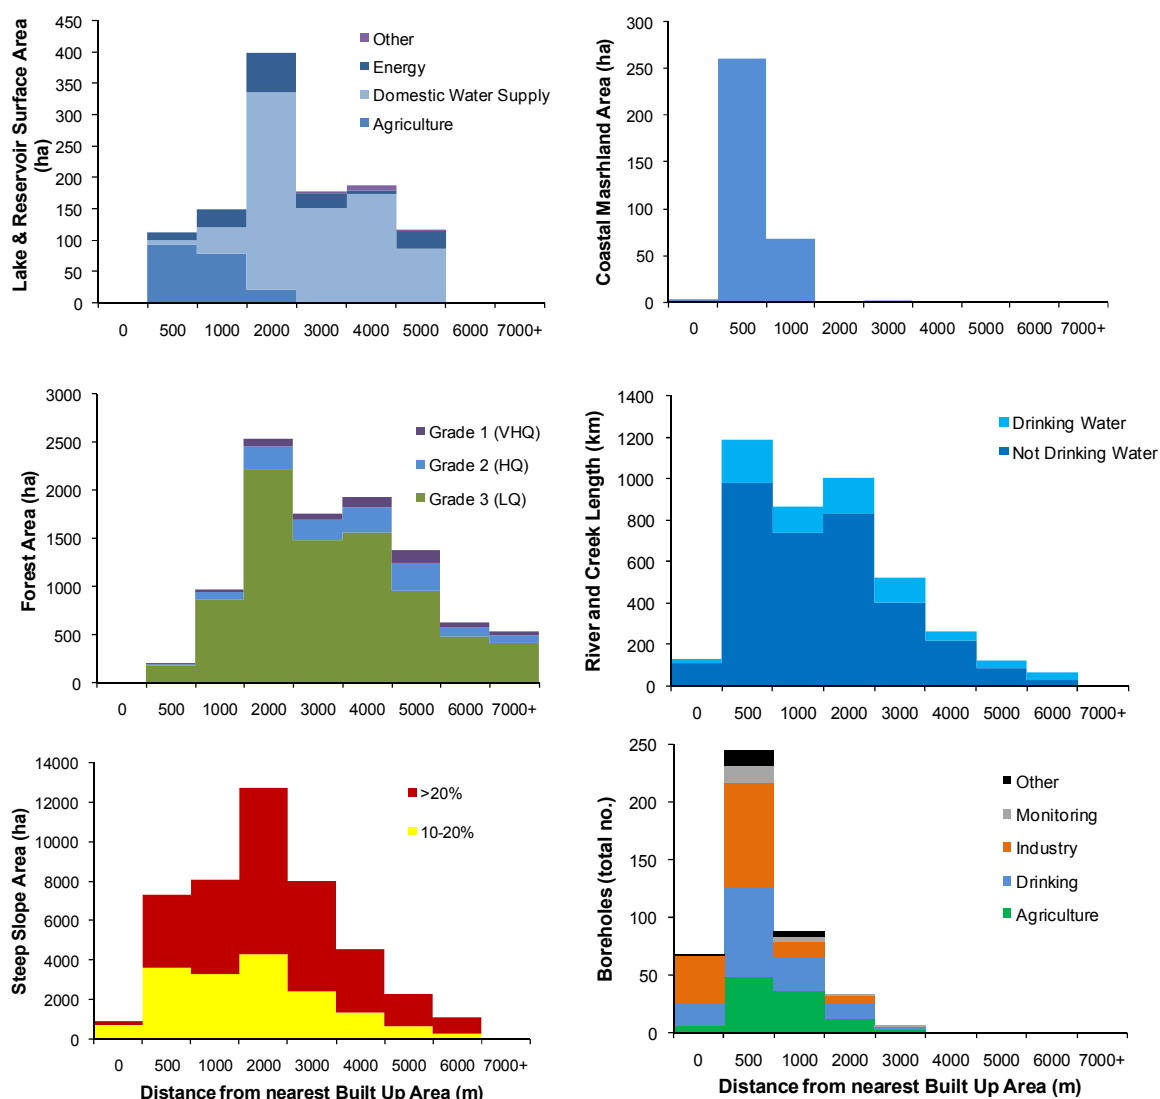 Lake & Reservoir Surface Area
(ha)
450
400
350
300
250
200
150
100
50
0
Other
Energy
Domestic Water Supply
Agriculture
0 500 1000 2000 3000 4000 5000 6000 7000+
Coastal Masrhland Area (ha)
300
250
200
150
100
50
0
0 500 1000 2000 3000 4000 5000 6000 7000+
Forest Area (ha)
3000
2500
2000
1500
1000
500
0
Grade 1 (VHQ)
Grade 2 (HQ)
Grade 3 (LQ)
0 500 1000 2000 3000 4000 5000 6000 7000+
River and Creek Length (km)
1400
1200
1000
800
600
400
200
0
Drinking Water
Not Drinking Water
0 500 1000 2000 3000 4000 5000 6000 7000+
Steep Slope Area (ha)
14000
12000
10000
8000
6000
4000
2000
0
>20%
10-20%
0 500 1000 2000 3000 4000 5000 6000 7000+
Distance from nearest Built Up Area (m)
Boreholes (total no.)
250
200
150
100
50
0
Other
Monitoring
Industry
Drinking
Agriculture
0 500 1000 2000 3000 4000 5000 6000 7000+
Distance from nearest Built Up Area (m)